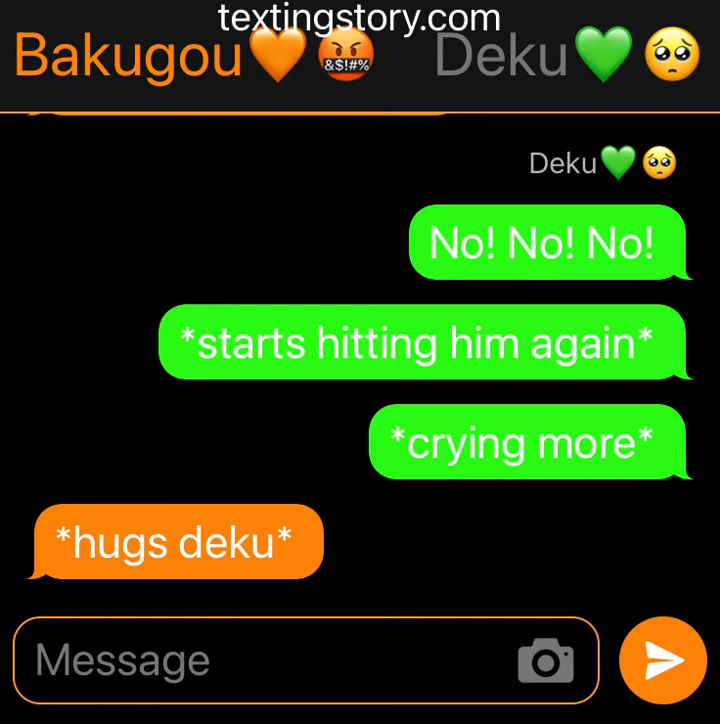 textingstory.com
Bakugou🧡🤬 Deku💚🥺
Deku💚🥺
No! No! No!
*starts hitting him again*
*crying more*
*hugs deku*
Message